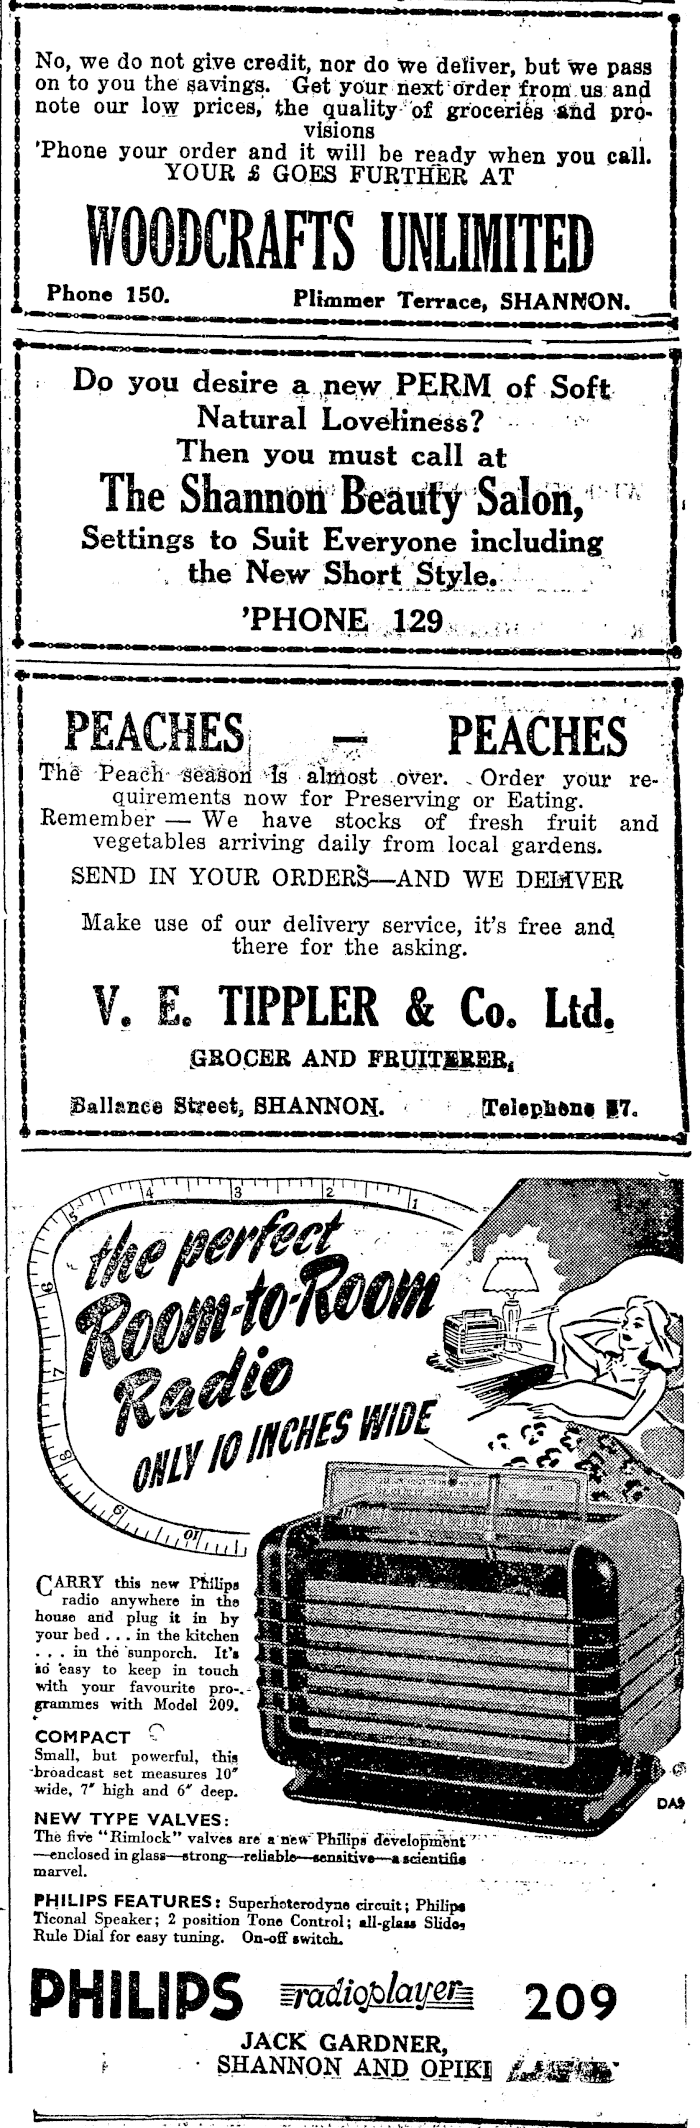 No, we do not give credit, nor do we deliver, but we pass
on to you the savings. Get your next order from us and
note our low prices, the quality of groceries and pro-
visions
'Phone your order and it will be ready when you call.
YOUR £ GOES FURTHER AT
WOODCRAFTS UNLIMITED
Phone 150. Plimmer Terrace, SHANNON.
Do you desire a new PERM of Soft
Natural Loveliness?
Then you must call at
The Shannon Beauty Salon,
Settings to Suit Everyone including
the New Short Style.
'PHONE 129
PEACHES — PEACHES
The Peach season is almost over. Order your re-
quirements now for Preserving or Eating.
Remember — We have stocks of fresh fruit and
vegetables arriving daily from local gardens.
SEND IN YOUR ORDERS—AND WE DELIVER
Make use of our delivery service, it's free and
there for the asking.
V. E. TIPPLER & Co. Ltd.
GROCER AND FRUITERER,
Ballance Street, SHANNON. Telephone 7.
1 2 3 4 5 6 7 8 9 10
the perfect
Room-to-Room
Radio
ONLY 10 INCHES WIDE
CARRY this new Philips
radio anywhere in the
house and plug it in by
your bed . . . in the kitchen
. . . in the sunporch. It's
so easy to keep in touch
with your favourite pro-
grammes with Model 209.
COMPACT
Small, but powerful, this
broadcast set measures 10"
wide, 7" high and 6" deep.
DA9
NEW TYPE VALVES:
The five "Rimlock" valves are a new Philips development
—enclosed in glass—strong—reliable—sensitive—a scientific
marvel.
PHILIPS FEATURES: Superheterodyne circuit; Philips
Ticonal Speaker; 2 position Tone Control; all-glass Slide,
Rule Dial for easy tuning. On-off switch.
PHILIPS radioplayer 209
JACK GARDNER,
SHANNON AND OPIKI